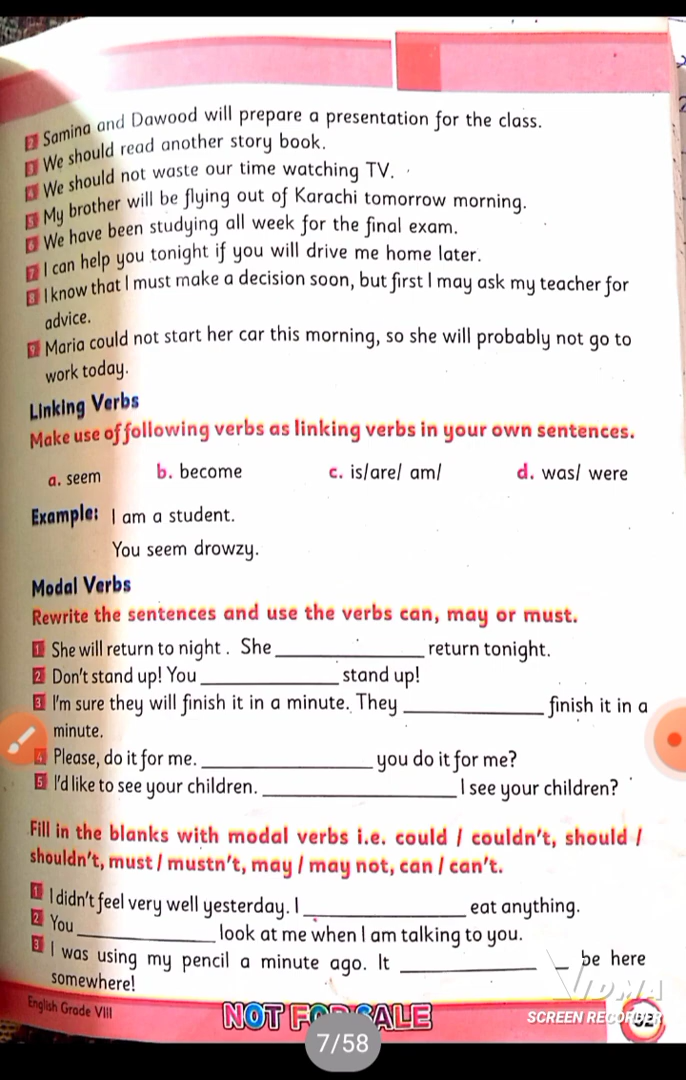 2 Samina and Dawood will prepare a presentation for the class.
3 We should read another story book.
4 We should not waste our time watching TV.
5 My brother will be flying out of Karachi tomorrow morning.
6 We have been studying all week for the final exam.
7 I can help you tonight if you will drive me home later.
8 I know that I must make a decision soon, but first I may ask my teacher for
advice.
9 Maria could not start her car this morning, so she will probably not go to
work today.
Linking Verbs
Make use of following verbs as linking verbs in your own sentences.
a. seem b. become c. is/are/ am/ d. was/ were
Example: I am a student.
You seem drowzy.
Modal Verbs
Rewrite the sentences and use the verbs can, may or must.
1 She will return to night . She ______________ return tonight.
2 Don't stand up! You ______________ stand up!
3 I'm sure they will finish it in a minute. They ______________ finish it in a
minute.
4 Please, do it for me. ______________ you do it for me?
5 I'd like to see your children. ______________ I see your children?
Fill in the blanks with modal verbs i.e. could / couldn't, should /
shouldn't, must / mustn't, may / may not, can / can't.
1 I didn't feel very well yesterday. I ______________ eat anything.
2 You ______________ look at me when I am talking to you.
3 I was using my pencil a minute ago. It ______________ _ be here
somewhere!
English Grade VIII
NOT FOR SALE
VIDMA
SCREEN RECORDER
7/58